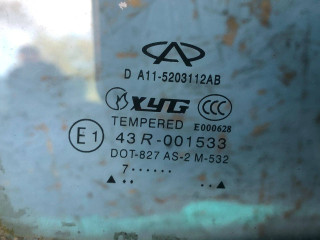 D A11-5203112AB
XYG CCC
TEMPERED E000628
E1 43R-001533
DOT-827 AS-2 M-532
7······
▲·· ··▲